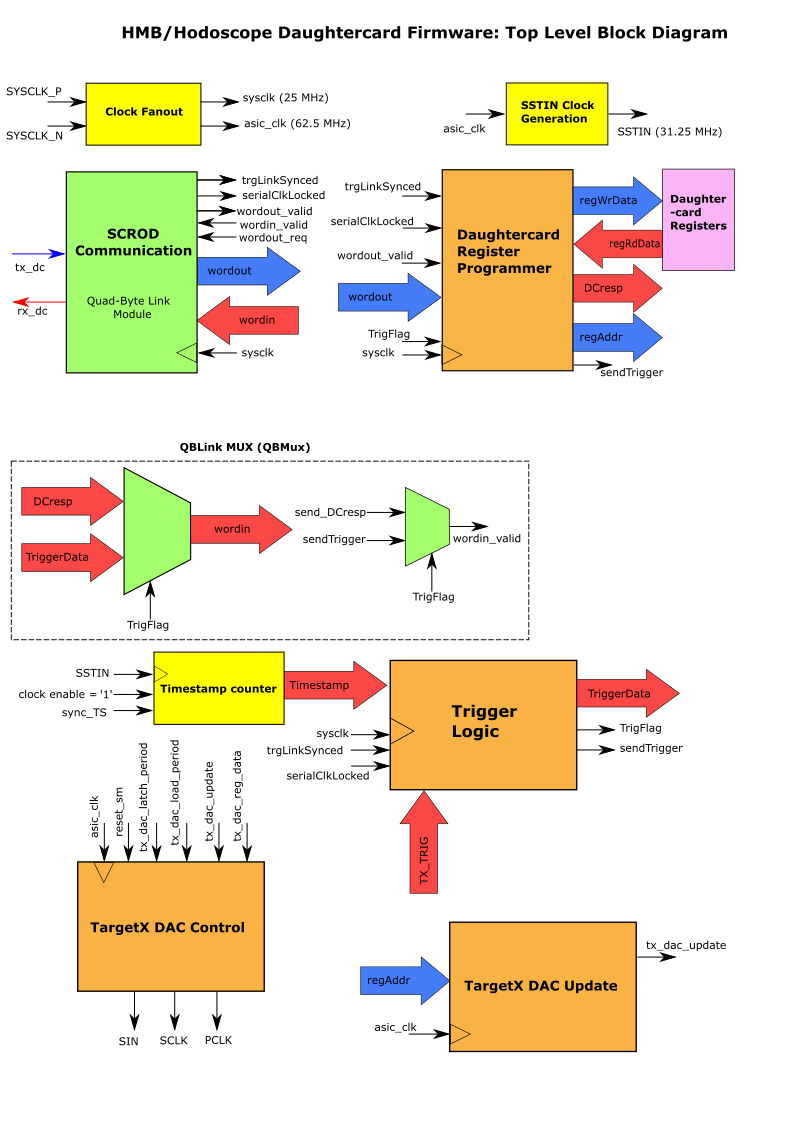 HMB/Hodoscope Daughtercard Firmware: Top Level Block Diagram
SYSCLK_P
SYSCLK_N
Clock Fanout
sysclk (25 MHz)
asic_clk (62.5 MHz)
asic_clk
SSTIN Clock
Generation
SSTIN (31.25 MHz)
SCROD
Communication
Quad-Byte Link
Module
tx_dc
rx_dc
trgLinkSynced
serialClkLocked
wordout_valid
wordin_valid
wordout_req
wordout
wordin
sysclk
trgLinkSynced
serialClkLocked
wordout_valid
wordout
TrigFlag
sysclk
Daughtercard
Register
Programmer
regWrData
regRdData
DCresp
regAddr
sendTrigger
Daughter
-card
Registers
QBLink MUX (QBMux)
DCresp
TriggerData
wordin
TrigFlag
send_DCresp
sendTrigger
wordin_valid
TrigFlag
SSTIN
clock enable = '1'
sync_TS
Timestamp counter
Timestamp
sysclk
trgLinkSynced
serialClkLocked
Trigger
Logic
TriggerData
TrigFlag
sendTrigger
TX_TRIG
asic_clk
reset_sm
tx_dac_latch_period
tx_dac_load_period
tx_dac_update
tx_dac_reg_data
TargetX DAC Control
SIN
SCLK
PCLK
regAddr
asic_clk
TargetX DAC Update
tx_dac_update